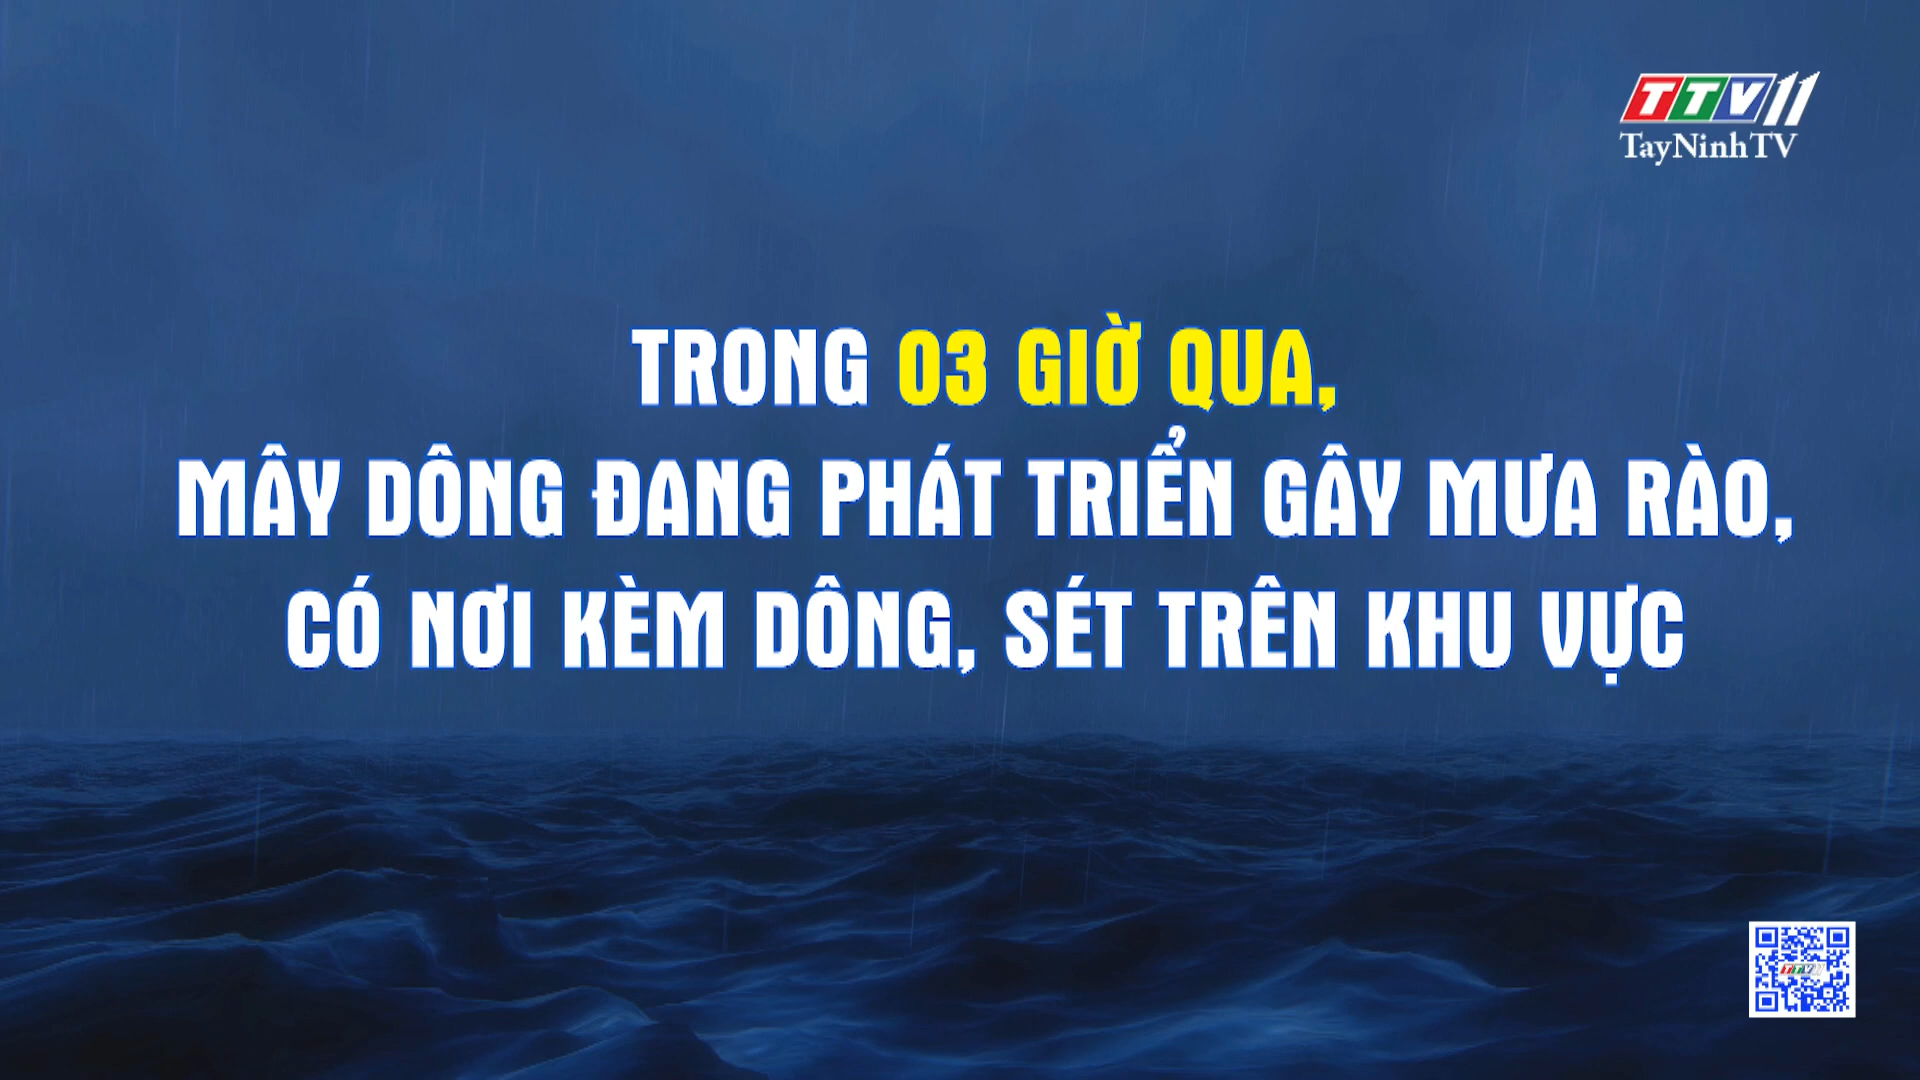 TTV11
TayNinhTV
TRONG 03 GIỜ QUA,
MÂY DÔNG ĐANG PHÁT TRIỂN GÂY MƯA RÀO,
CÓ NƠI KÈM DÔNG, SÉT TRÊN KHU VỰC
TTV11